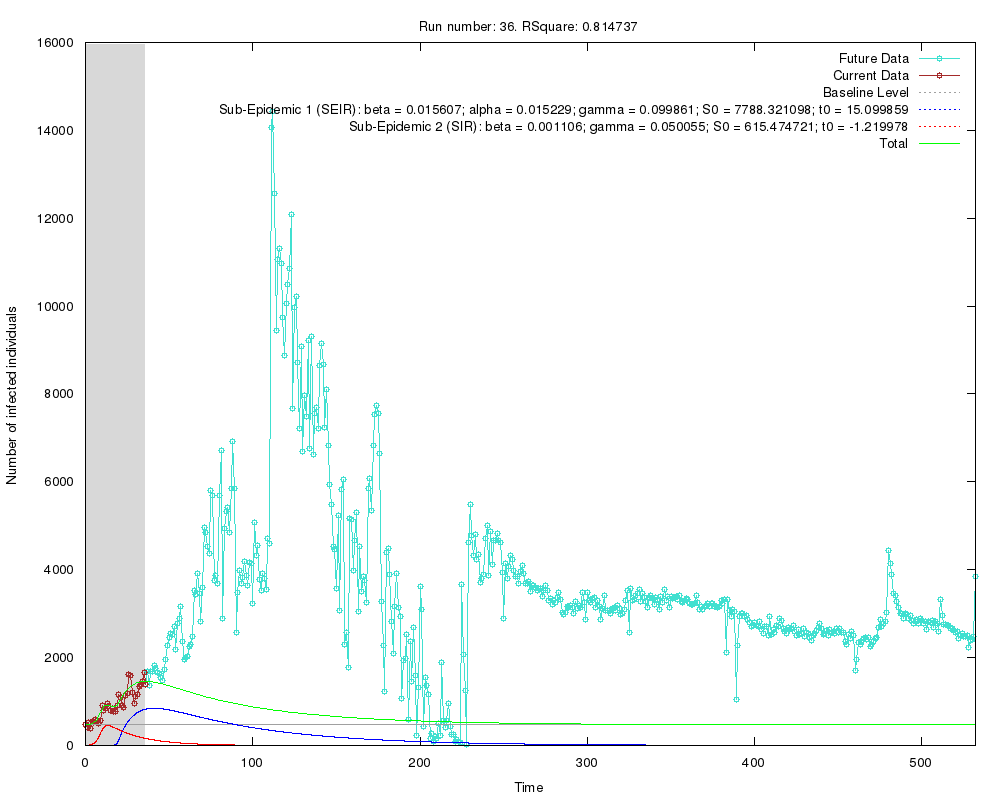 Run number: 36. RSquare: 0.814737
16000
14000
12000
10000
8000
6000
4000
2000
0
Number of infected individuals
Future Data
Current Data
Baseline Level
Sub-Epidemic 1 (SEIR): beta = 0.015607; alpha = 0.015229; gamma = 0.099861; S0 = 7788.321098; t0 = 15.099859
Sub-Epidemic 2 (SIR): beta = 0.001106; gamma = 0.050055; S0 = 615.474721; t0 = -1.219978
Total
0 100 200 300 400 500
Time